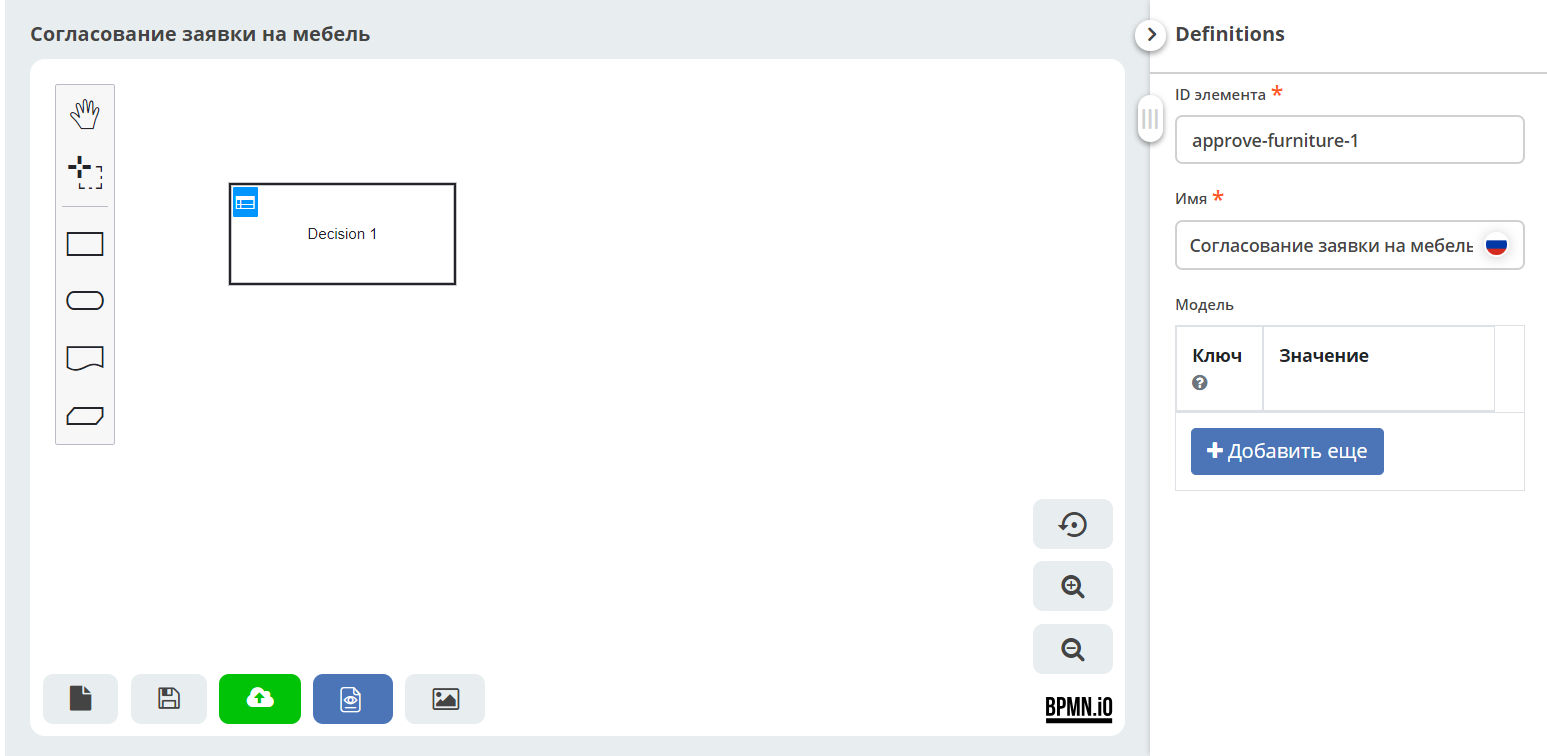 Согласование заявки на мебель
Decision 1
BPMN.iO
Definitions
ID элемента *
approve-furniture-1
Имя *
Согласование заявки на мебель
Модель
Ключ
Значение
Добавить еще